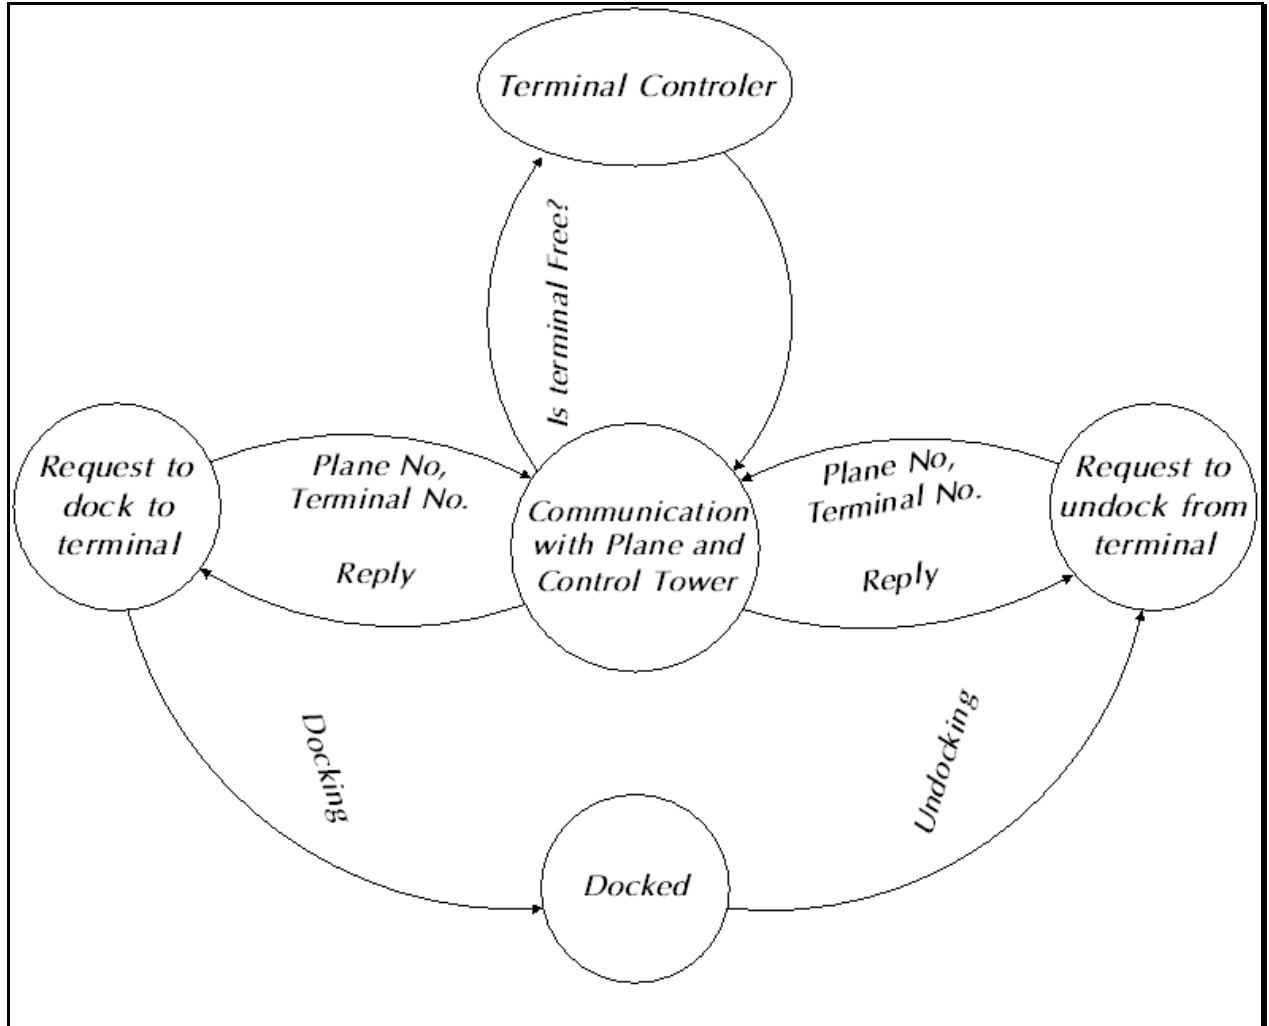 Terminal Controler
Is terminal Free?
Request to
dock to
terminal
Plane No,
Terminal No.
Reply
Communication
with Plane and
Control Tower
Plane No,
Terminal No.
Reply
Request to
undock from
terminal
Docking
Undocking
Docked